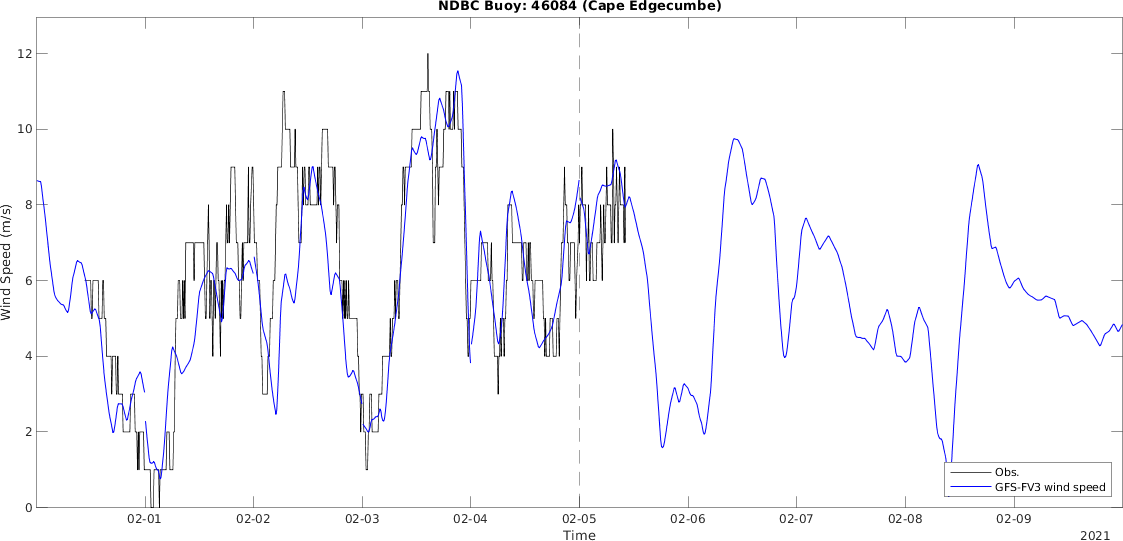 NDBC Buoy: 46084 (Cape Edgecumbe)
Wind Speed (m/s)
12
10
8
6
4
2
0
Obs.
GFS-FV3 wind speed
02-01 02-02 02-03 02-04 02-05 02-06 02-07 02-08 02-09
Time
2021